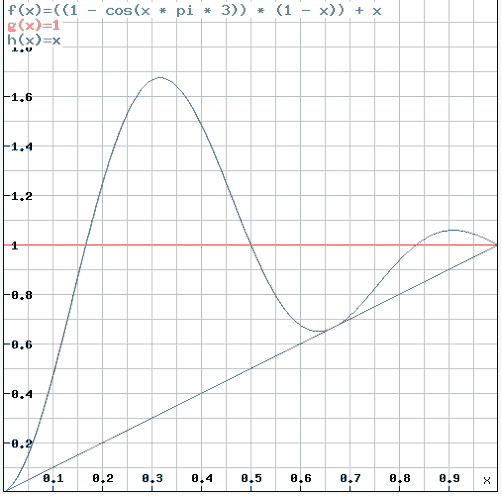 f(x)=((1 - cos(x * pi * 3)) * (1 - x)) + x
g(x)=1
h(x)=x
1.6
1.4
1.2
1
0.8
0.6
0.4
0.2
0.1 0.2 0.3 0.4 0.5 0.6 0.7 0.8 0.9 x